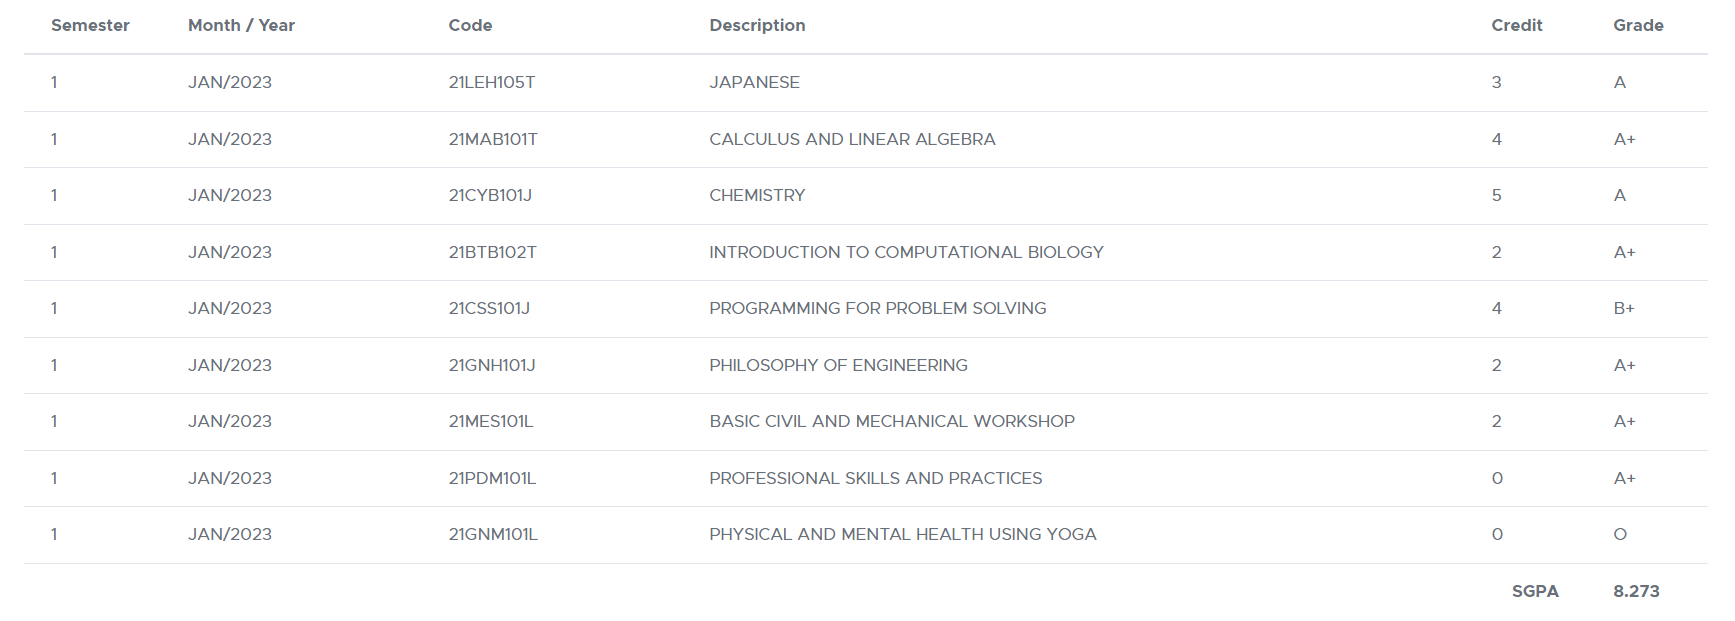 Semester Month / Year Code Description Credit Grade
1 JAN/2023 21LEH105T JAPANESE 3 A
1 JAN/2023 21MAB101T CALCULUS AND LINEAR ALGEBRA 4 A+
1 JAN/2023 21CYB101J CHEMISTRY 5 A
1 JAN/2023 21BTB102T INTRODUCTION TO COMPUTATIONAL BIOLOGY 2 A+
1 JAN/2023 21CSS101J PROGRAMMING FOR PROBLEM SOLVING 4 B+
1 JAN/2023 21GNH101J PHILOSOPHY OF ENGINEERING 2 A+
1 JAN/2023 21MES101L BASIC CIVIL AND MECHANICAL WORKSHOP 2 A+
1 JAN/2023 21PDM101L PROFESSIONAL SKILLS AND PRACTICES 0 A+
1 JAN/2023 21GNM101L PHYSICAL AND MENTAL HEALTH USING YOGA 0 O
SGPA 8.273